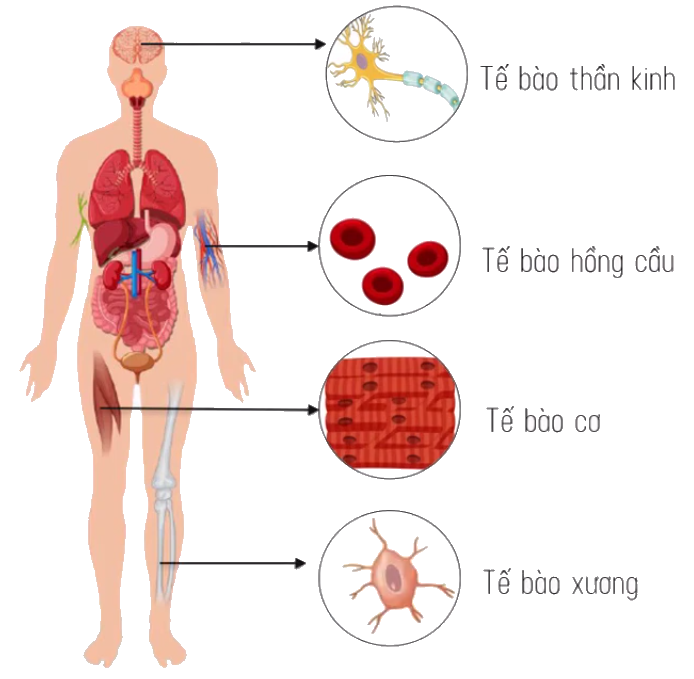 Tế bào thần kinh
Tế bào hồng cầu
Tế bào cơ
Tế bào xương